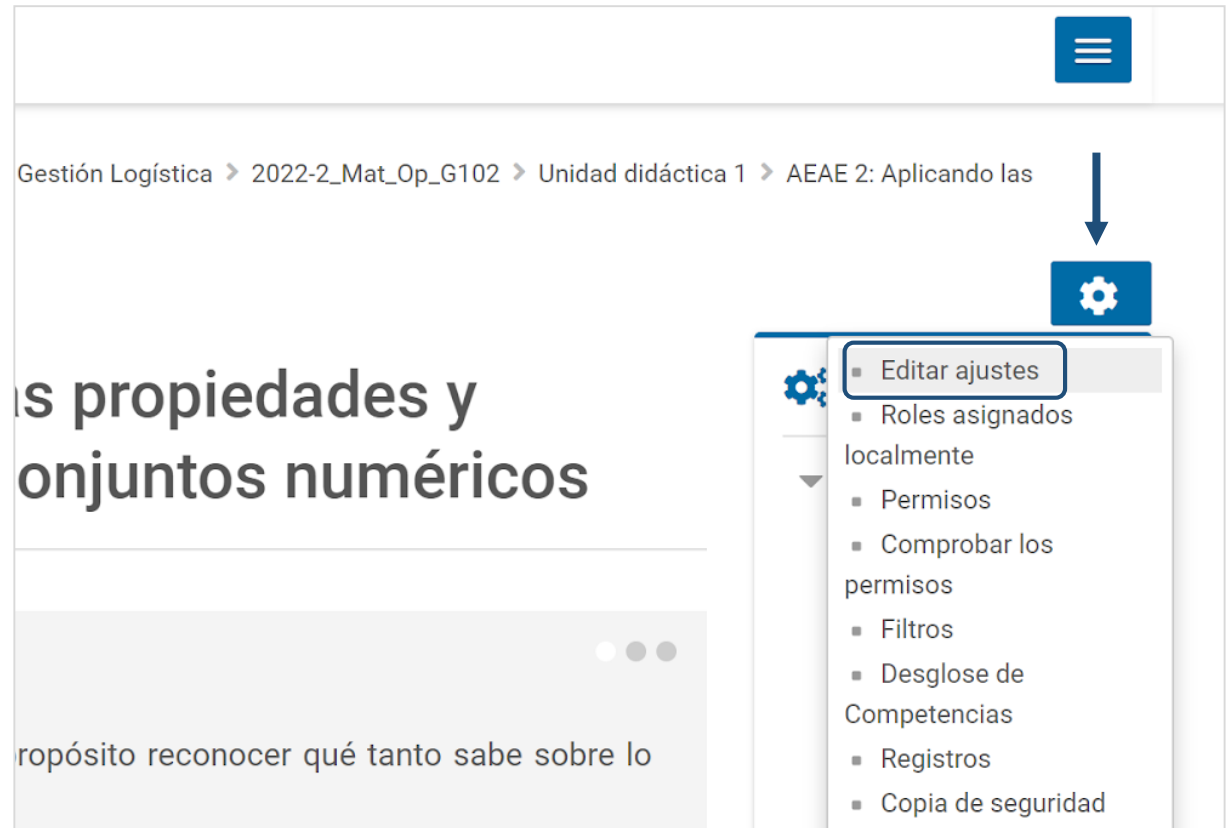 Gestión Logística > 2022-2_Mat_Op_G102 > Unidad didáctica 1 > AEAE 2: Aplicando las
s propiedades y
onjuntos numéricos
ropósito reconocer qué tanto sabe sobre lo
Editar ajustes
Roles asignados
localmente
Permisos
Comprobar los
permisos
Filtros
Desglose de
Competencias
Registros
Copia de seguridad